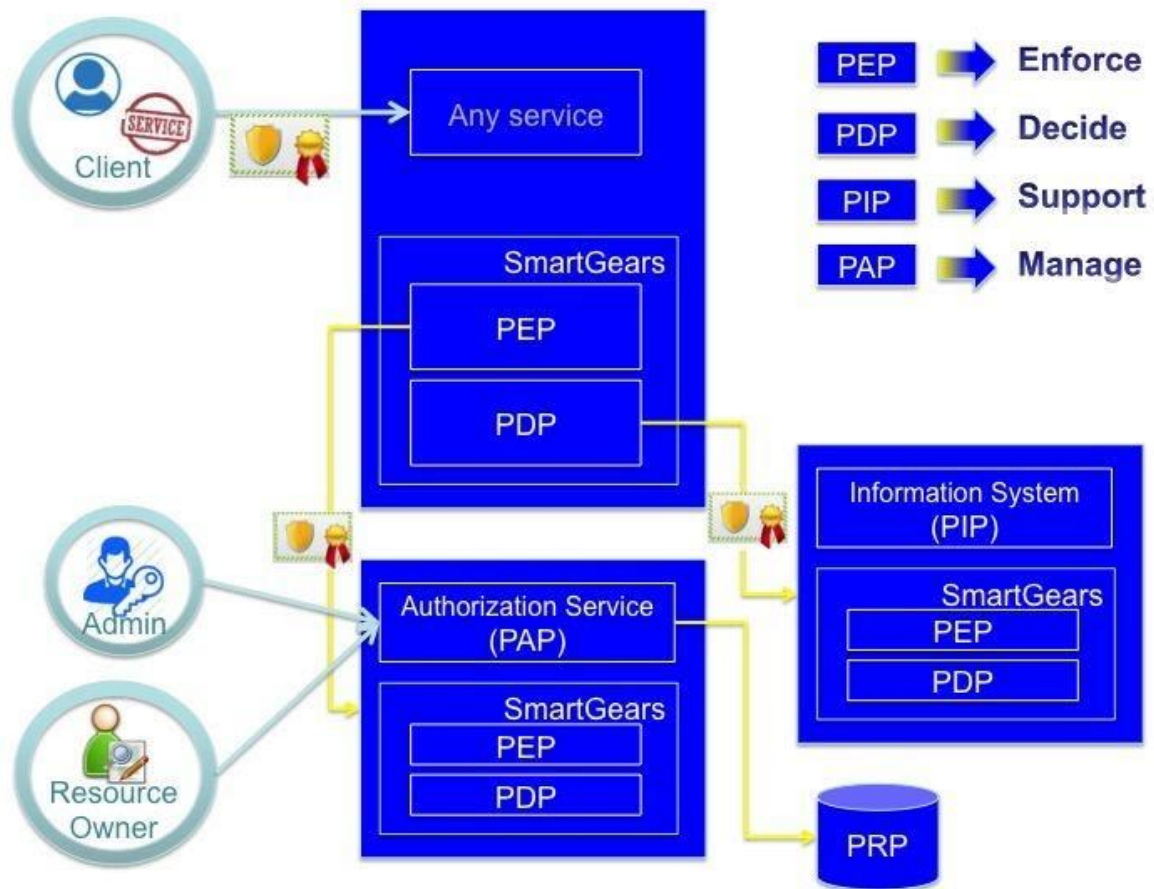 SERVICE
Client
Any service
SmartGears
PEP
PDP
PEP
Enforce
PDP
Decide
PIP
Support
PAP
Manage
Information System
(PIP)
SmartGears
PEP
PDP
Admin
Resource
Owner
Authorization Service
(PAP)
SmartGears
PEP
PDP
PRP